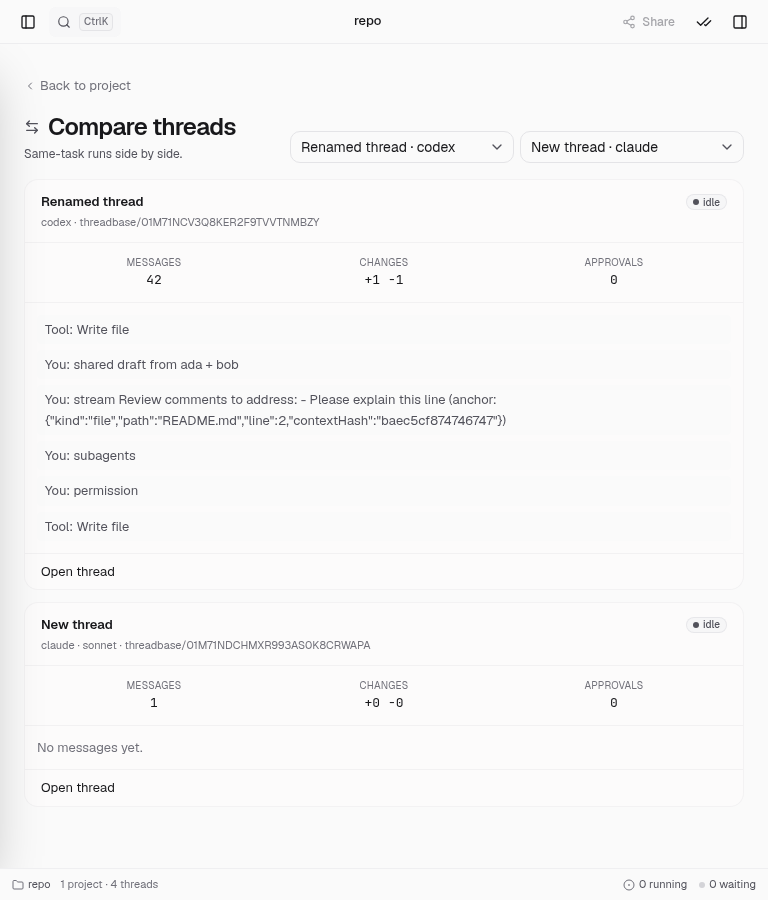 CtrlK
repo
Share
Back to project
Compare threads
Same-task runs side by side.
Renamed thread · codex
New thread · claude
Renamed thread
idle
codex · threadbase/01M71NCV3Q8KER2F9TVVTNMBZY
MESSAGES
CHANGES
APPROVALS
42
+1 -1
0
Tool: Write file
You: shared draft from ada + bob
You: stream Review comments to address: - Please explain this line (anchor:
{"kind":"file","path":"README.md","line":2,"contextHash":"baec5cf874746747"})
You: subagents
You: permission
Tool: Write file
Open thread
New thread
idle
claude · sonnet · threadbase/01M71NDCHMXR993AS0K8CRWAPA
MESSAGES
CHANGES
APPROVALS
1
+0 -0
0
No messages yet.
Open thread
repo
1 project · 4 threads
0 running
0 waiting